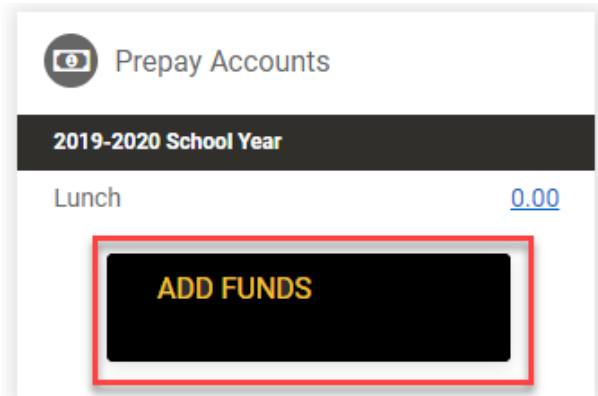 Prepay Accounts
2019-2020 School Year
Lunch 0.00
ADD FUNDS